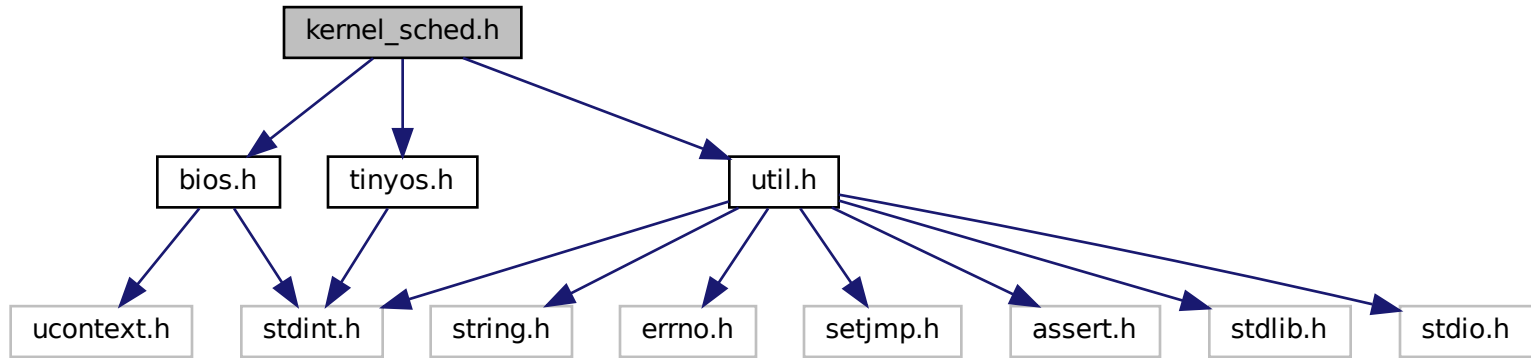 kernel_sched.h
bios.h
tinyos.h
util.h
ucontext.h
stdint.h
string.h
errno.h
setjmp.h
assert.h
stdlib.h
stdio.h